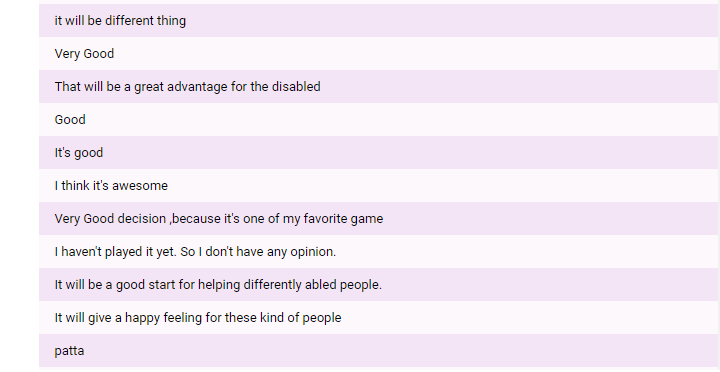 it will be different thing
Very Good
That will be a great advantage for the disabled
Good
It's good
I think it's awesome
Very Good decision ,because it's one of my favorite game
I haven't played it yet. So I don't have any opinion.
It will be a good start for helping differently abled people.
It will give a happy feeling for these kind of people
patta